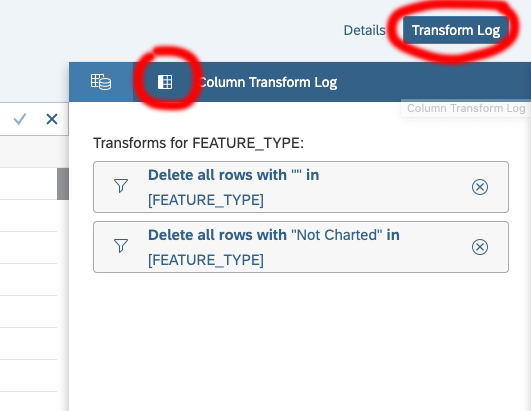 Details
Transform Log
Column Transform Log
Column Transform Log
Transforms for FEATURE_TYPE:
Delete all rows with "" in
[FEATURE_TYPE]
Delete all rows with "Not Charted" in
[FEATURE_TYPE]